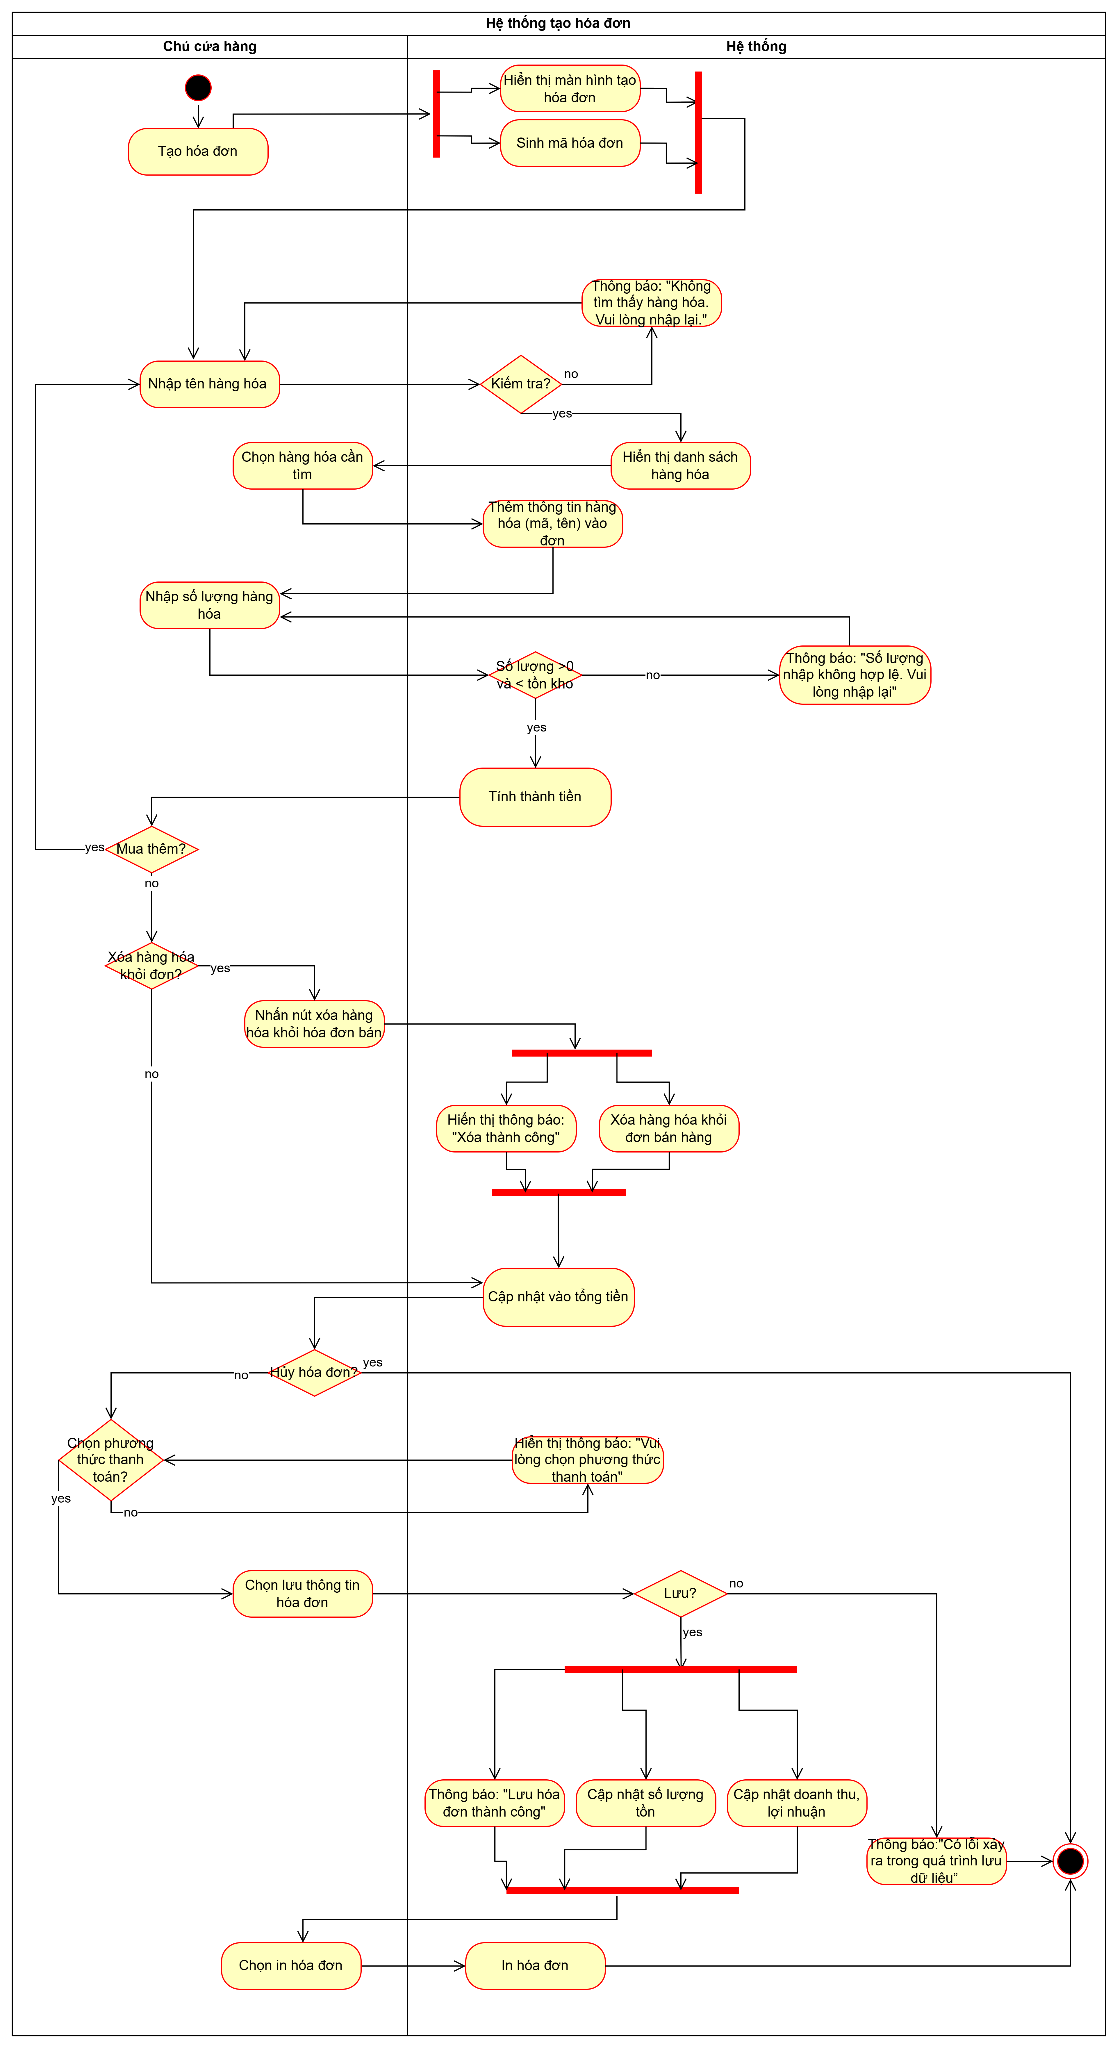 Hệ thống tạo hóa đơn
Chủ cửa hàng
Hệ thống
Hiển thị màn hình tạo
hóa đơn
Tạo hóa đơn
Sinh mã hóa đơn
Thông báo: "Không
tìm thấy hàng hóa.
Vui lòng nhập lại."
Nhập tên hàng hóa
Kiểm tra?
no
yes
Chọn hàng hóa cần
tìm
Hiển thị danh sách
hàng hóa
Thêm thông tin hàng
hóa (mã, tên) vào
đơn
Nhập số lượng hàng
hóa
Số lượng >0
và < tồn kho
no
Thông báo: "Số lượng
nhập không hợp lệ. Vui
lòng nhập lại"
yes
Tính thành tiền
yes
Mua thêm?
no
Xóa hàng hóa
khỏi đơn?
yes
Nhấn nút xóa hàng
hóa khỏi hóa đơn bán
no
Hiển thị thông báo:
"Xóa thành công"
Xóa hàng hóa khỏi
đơn bán hàng
Cập nhật vào tổng tiền
no
Hủy hóa đơn?
yes
Chọn phương
thức thanh
toán?
Hiển thị thông báo: "Vui
lòng chọn phương thức
thanh toán"
yes
no
Chọn lưu thông tin
hóa đơn
Lưu?
no
yes
Thông báo: "Lưu hóa
đơn thành công"
Cập nhật số lượng
tồn
Cập nhật doanh thu,
lợi nhuận
Thông báo:"Có lỗi xảy
ra trong quá trình lưu
dữ liệu"
Chọn in hóa đơn
In hóa đơn